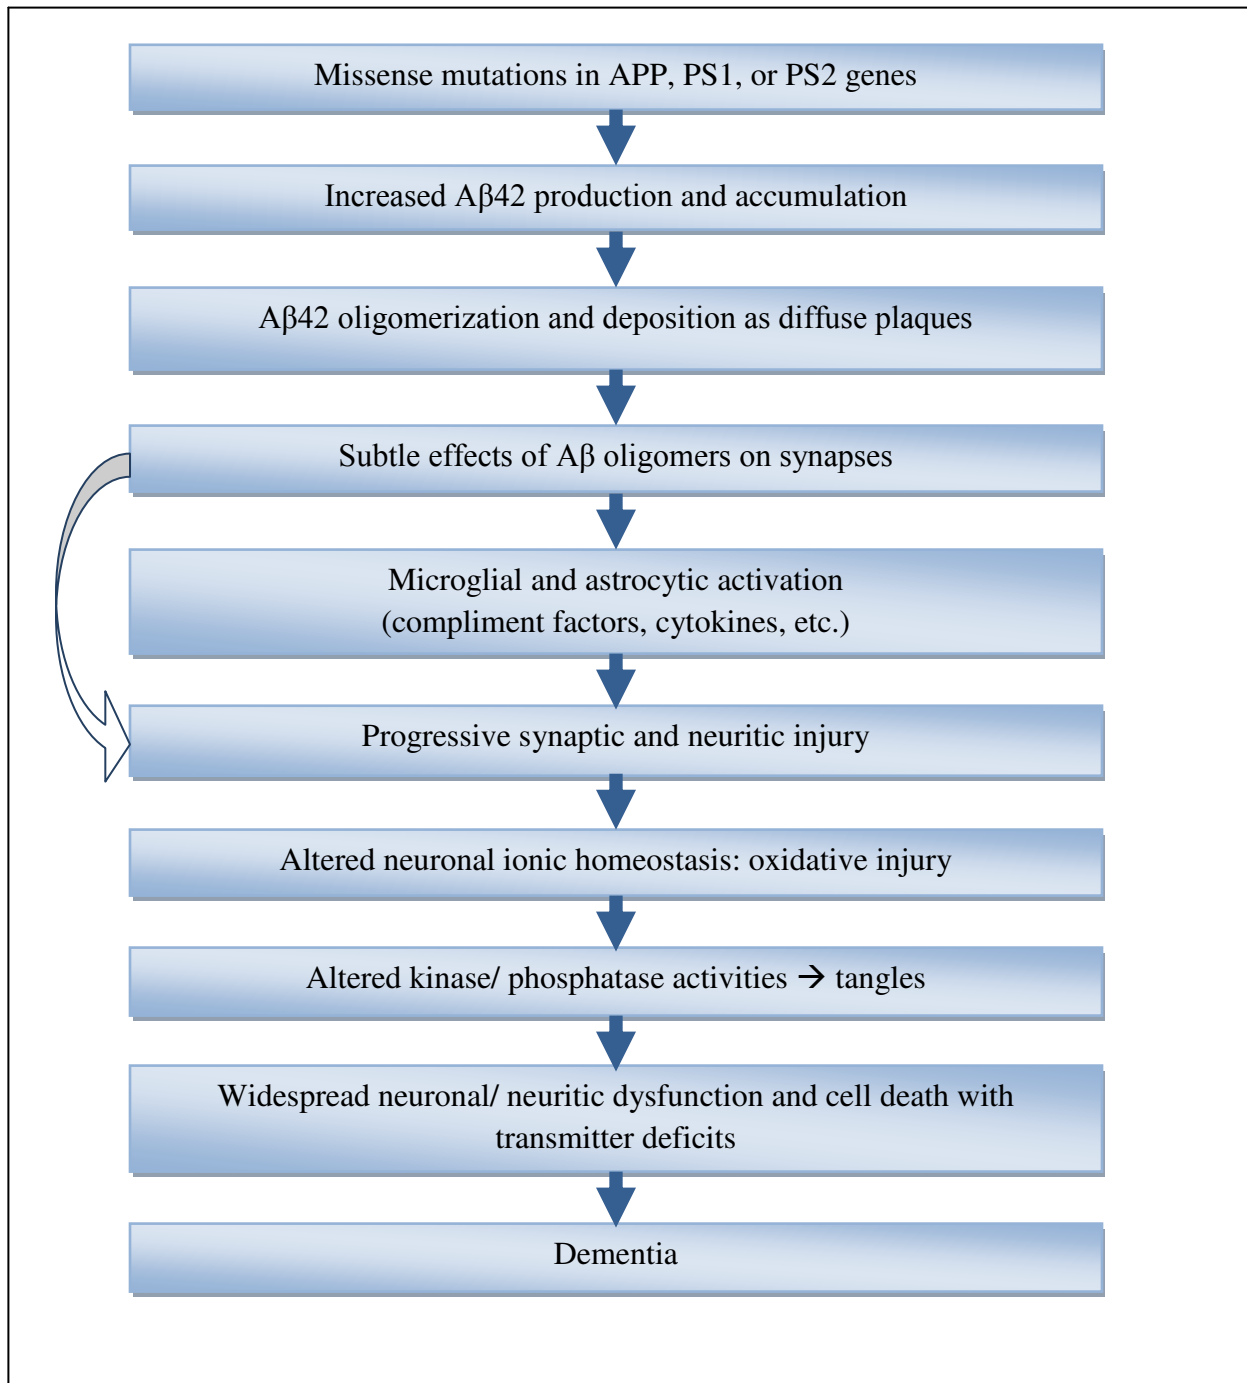 Missense mutations in APP, PS1, or PS2 genes
Increased Aβ42 production and accumulation
Aβ42 oligomerization and deposition as diffuse plaques
Subtle effects of Aβ oligomers on synapses
Microglial and astrocytic activation
(compliment factors, cytokines, etc.)
Progressive synaptic and neuritic injury
Altered neuronal ionic homeostasis: oxidative injury
Altered kinase/ phosphatase activities → tangles
Widespread neuronal/ neuritic dysfunction and cell death with
transmitter deficits
Dementia